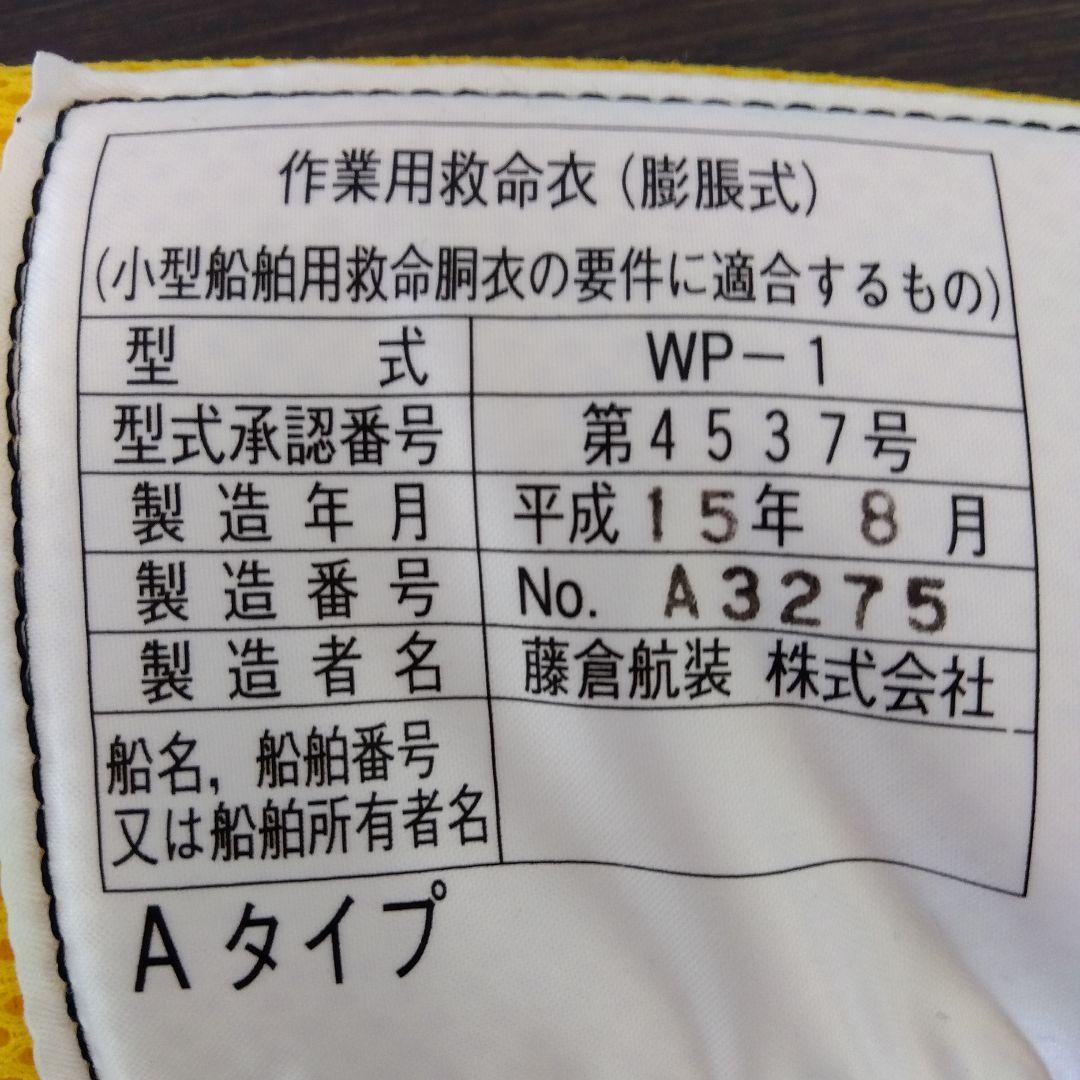 作業用救命衣(膨脹式)
(小型船舶用救命胴衣の要件に適合するもの)
型 式 WP-1
型式承認番号 第4537号
製造年月 平成15年 8月
製造番号 No. A3275
製造者名 藤倉航装 株式会社
船名, 船舶番号
又は船舶所有者名
Aタイプ